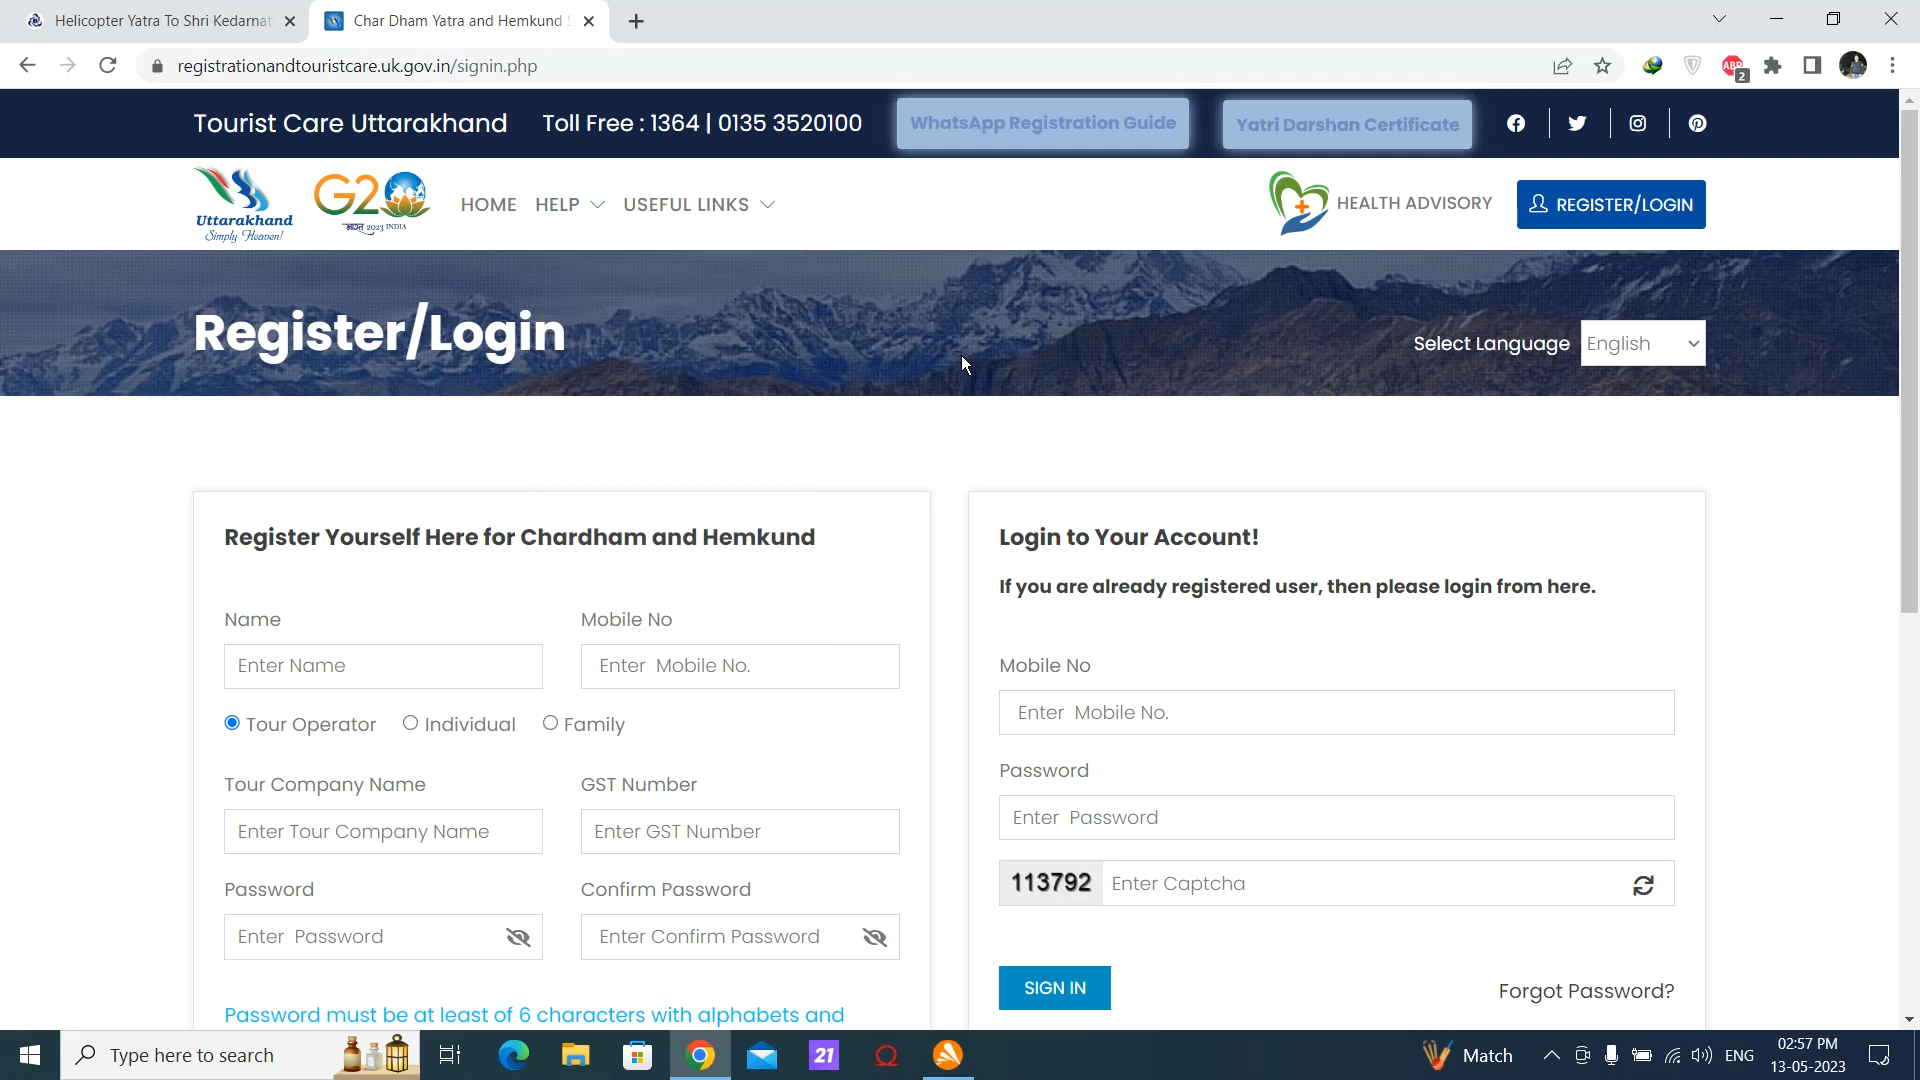 Helicopter Yatra To Shri Kedarnat
Char Dham Yatra and Hemkund S
registrationandtouristcare.uk.gov.in/signin.php
ABP
2
Tourist Care Uttarakhand
Toll Free : 1364 | 0135 3520100
WhatsApp Registration Guide
Yatri Darshan Certificate
Uttarakhand
Simply Heaven!
G20
भारत 2023 INDIA
HOME
HELP
USEFUL LINKS
HEALTH ADVISORY
REGISTER/LOGIN
Register/Login
Select Language
English
Register Yourself Here for Chardham and Hemkund
Name
Mobile No
Enter Name
Enter Mobile No.
Tour Operator
Individual
Family
Tour Company Name
GST Number
Enter Tour Company Name
Enter GST Number
Password
Confirm Password
Enter Password
Enter Confirm Password
Password must be at least of 6 characters with alphabets and
Login to Your Account!
If you are already registered user, then please login from here.
Mobile No
Enter Mobile No.
Password
Enter Password
113792
Enter Captcha
SIGN IN
Forgot Password?
Type here to search
21
Match
ENG
02:57 PM
13-05-2023